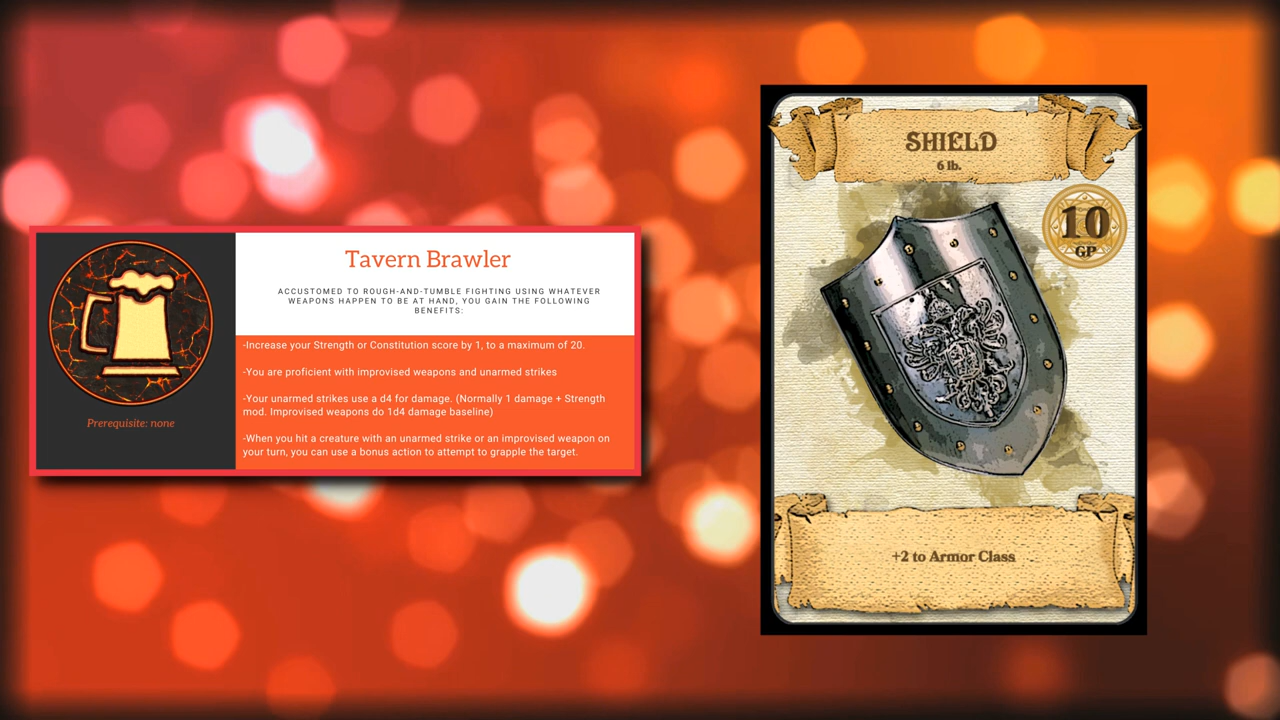 Tavern Brawler
ACCUSTOMED TO ROUGH-AND-TUMBLE FIGHTING USING WHATEVER
WEAPONS HAPPEN TO BE AT HAND, YOU GAIN THE FOLLOWING
BENEFITS:
Prerequisite: none
-Increase your Strength or Constitution score by 1, to a maximum of 20.
-You are proficient with improvised weapons and unarmed strikes
-Your unarmed strikes use a d4 for damage. (Normally 1 damage + Strength
mod. Improvised weapons do 1d4 damage baseline)
-When you hit a creature with an unarmed strike or an improvised weapon on
your turn, you can use a bonus action to attempt to grapple the target.
SHIELD
6 lb.
10
GP
+2 to Armor Class